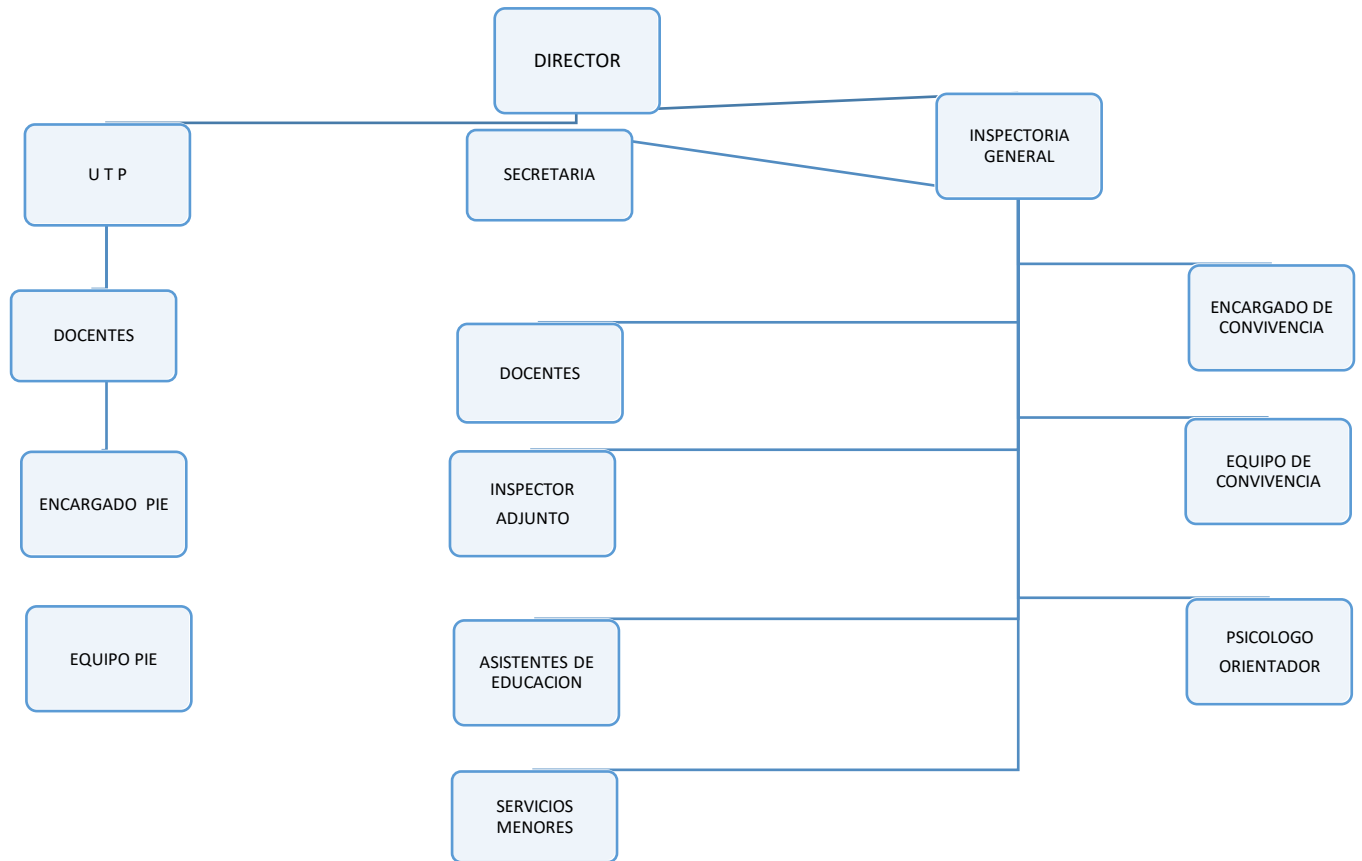 DIRECTOR
INSPECTORIA
GENERAL
U T P
SECRETARIA
DOCENTES
ENCARGADO DE
CONVIVENCIA
DOCENTES
ENCARGADO PIE
INSPECTOR
ADJUNTO
EQUIPO DE
CONVIVENCIA
EQUIPO PIE
ASISTENTES DE
EDUCACION
PSICOLOGO
ORIENTADOR
SERVICIOS
MENORES